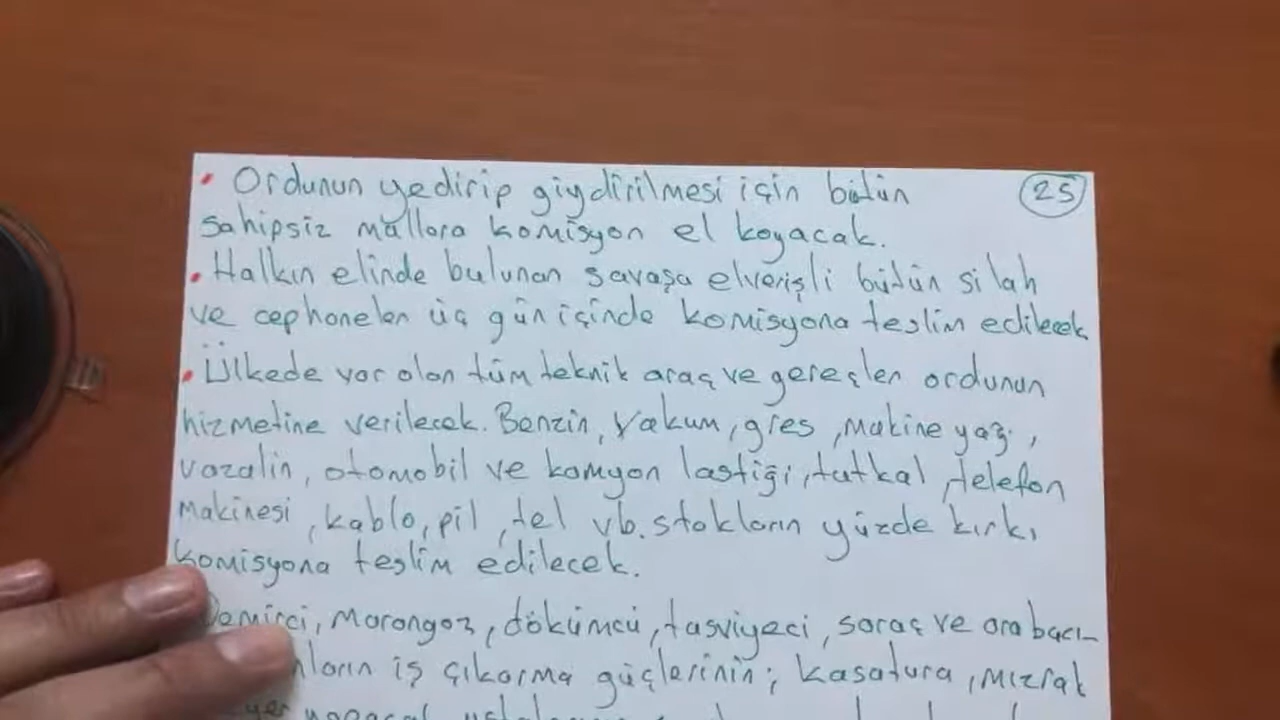 • Ordunun yedirip giydirilmesi için bütün
25
sahipsiz mallara komisyon el koyacak.
• Halkın elinde bulunan savaşa elverişli bütün silah
ve cephaneler üç gün içinde komisyona teslim edilecek
• Ülkede var olan tüm teknik araç ve gereçler ordunun
hizmetine verilecek. Benzin, Vakum, gres, makine yağı,
vazalin, otomobil ve kamyon lastiği, tutkal, telefon
makinesi, kablo, pil, tel vb. stokların yüzde kırkı
komisyona teslim edilecek.
Demirci, marangoz, dökümcü, tasviyeci, saraç ve arabacı-
ların iş çıkarma güçlerinin; kasatura, mızrak